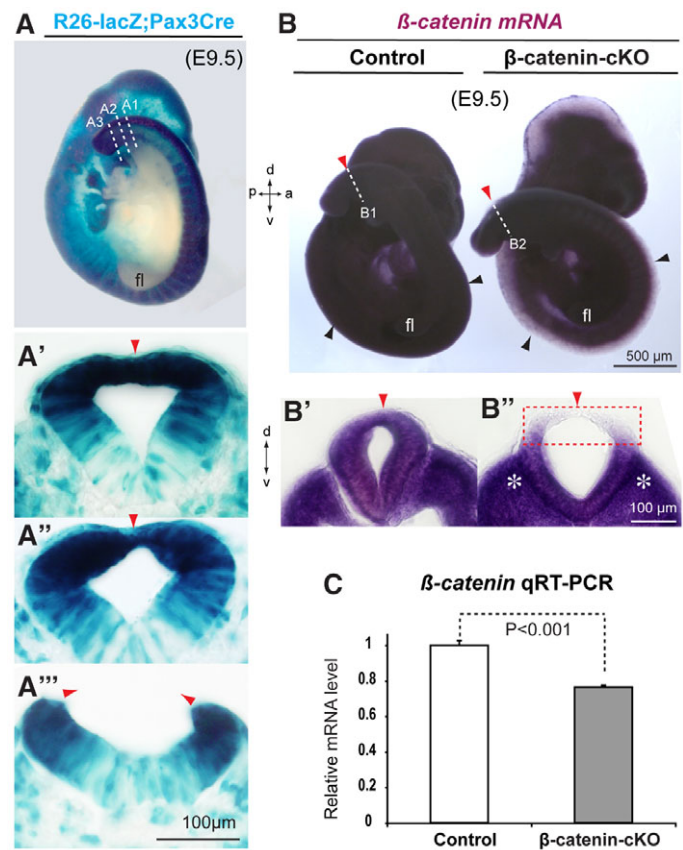 A R26-lacZ;Pax3Cre
(E9.5)
A1
A2
A3
fl
d
p a
v
B ß-catenin mRNA
Control β-catenin-cKO
(E9.5)
B1
B2
fl
fl
500 µm
A’
A’’
A’’’
100µm
d
v
B’
B’’
* *
100 µm
C ß-catenin qRT-PCR
P<0.001
Relative mRNA level
1
0.8
0.6
0.4
0.2
0
Control β-catenin-cKO